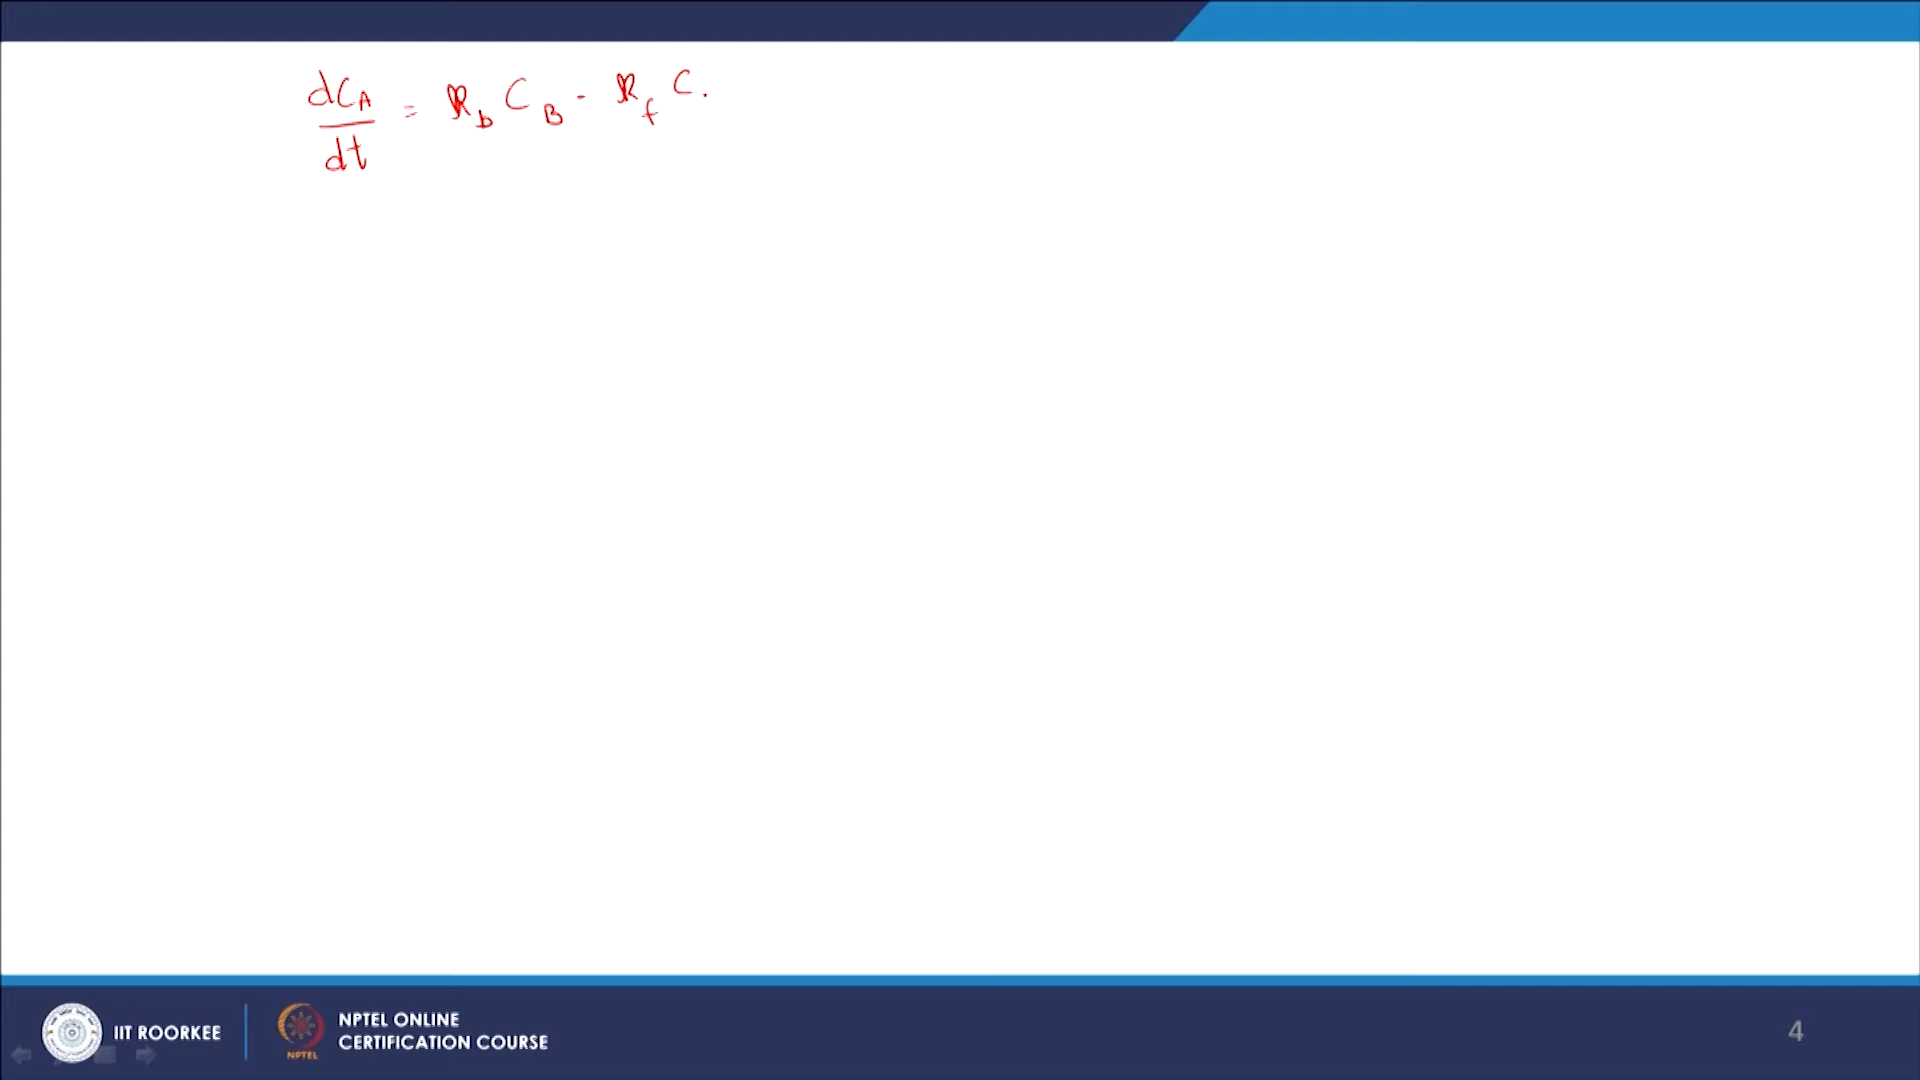 dC_A/dt = k_b C_B - k_f C.
IIT ROORKEE
NPTEL
NPTEL ONLINE
CERTIFICATION COURSE
4